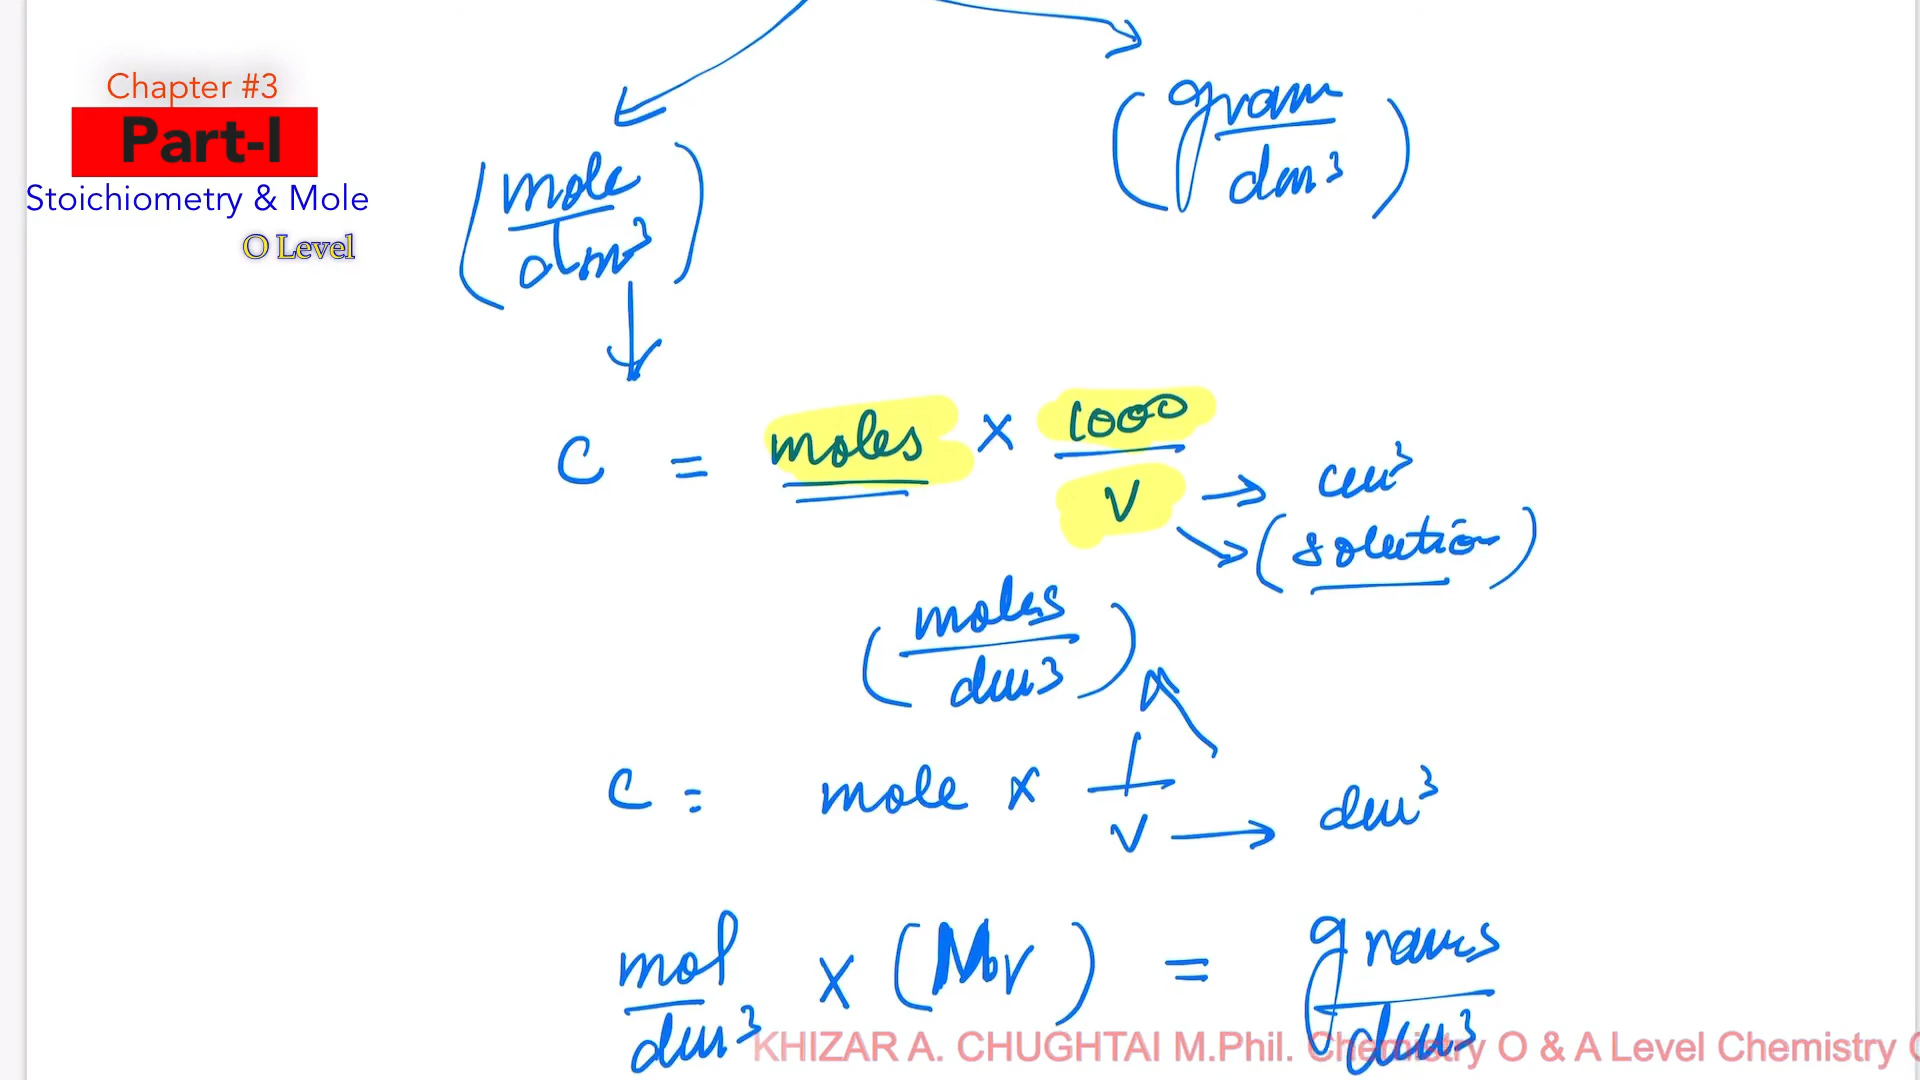 Chapter #3
Part-I
Stoichiometry & Mole
O Level
(mole/dm³)
(gram/dm³)
C = moles × 1000/V → cm³
→ (solution)
(moles/dm³)
C = mole × 1/V → dm³
mol/dm³ × (Mr) = grams/dm³
KHIZAR A. CHUGHTAI M.Phil. Chemistry O & A Level Chemistry